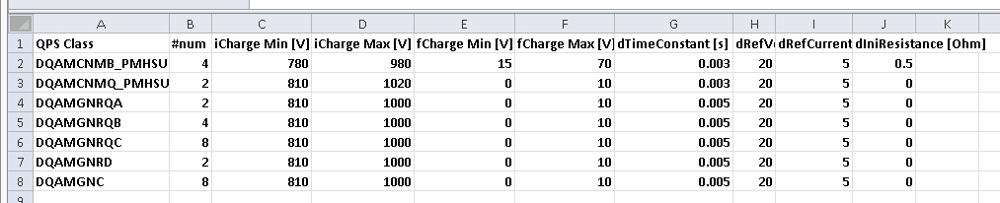 A B C D E F G H I J K
1 QPS Class #num iCharge Min [V] iCharge Max [V] fCharge Min [V] fCharge Max [V] dTimeConstant [s] dRefV dRefCurrent dIniResistance [Ohm]
2 DQAMCNMB_PMHSU 4 780 980 15 70 0.003 20 5 0.5
3 DQAMCNMQ_PMHSU 2 810 1020 0 10 0.003 20 5 0
4 DQAMGNRQA 2 810 1000 0 10 0.005 20 5 0
5 DQAMGNRQB 4 810 1000 0 10 0.005 20 5 0
6 DQAMGNRQC 8 810 1000 0 10 0.005 20 5 0
7 DQAMGNRD 2 810 1000 0 10 0.005 20 5 0
8 DQAMGNC 8 810 1000 0 10 0.005 20 5 0